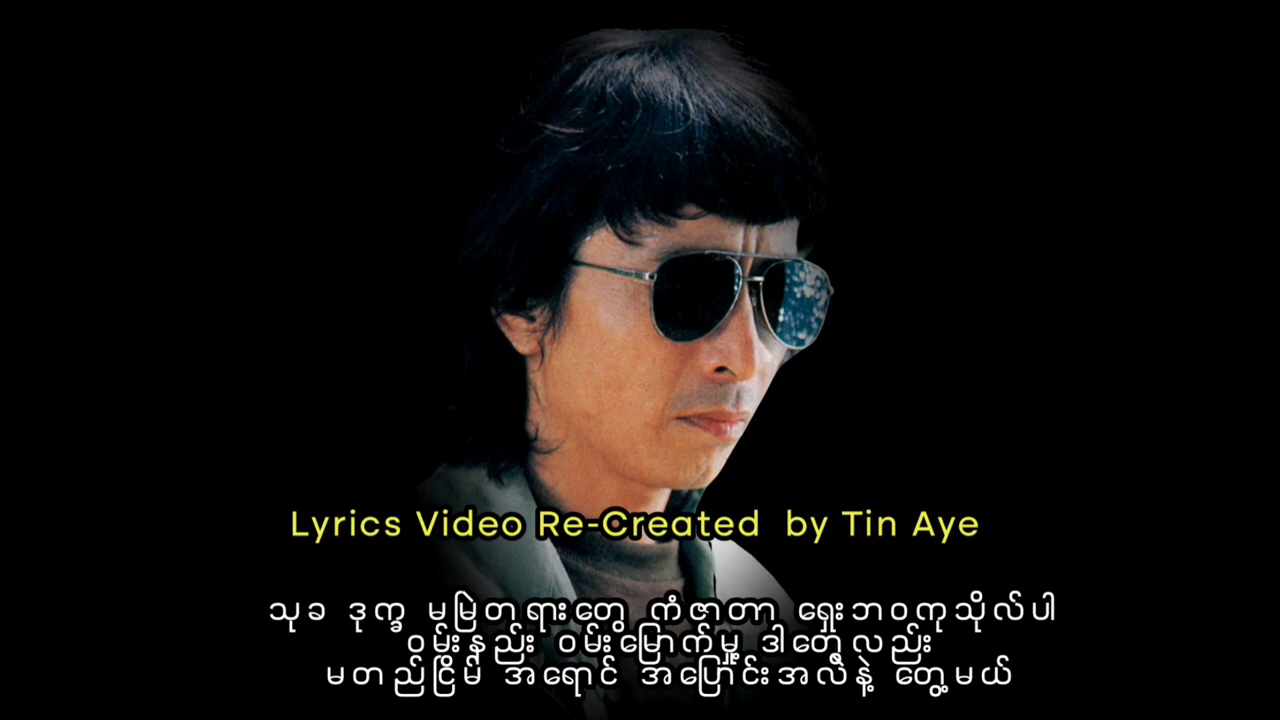 Lyrics Video Re-Created by Tin Aye
သုခ ဒုက္ခ မမြဲတရားတွေ ကံဇာတာ ရှေးဘဝကုသိုလ်ပါ
ဝမ်းနည်း ဝမ်းမြောက်မှု့ ဒါတွေလည်း
မတည်ငြိမ် အရောင် အပြောင်းအလဲနဲ့ တွေ့မယ်